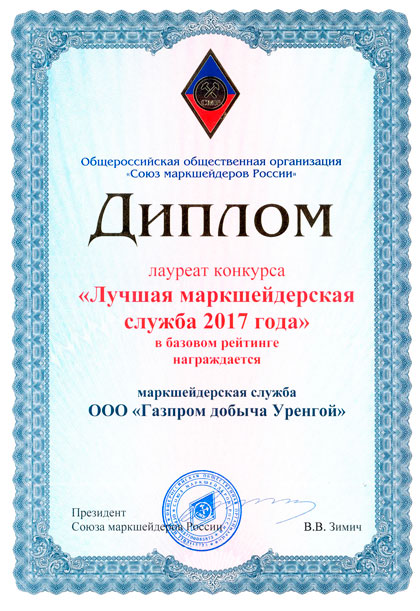 СМР
Общероссийская общественная организация
"Союз маркшейдеров России"
Диплом
лауреат конкурса
«Лучшая маркшейдерская
служба 2017 года»
в базовом рейтинге
награждается
маркшейдерская служба
ООО «Газпром добыча Уренгой»
Президент
Союза маркшейдеров России
В.В. Зимич